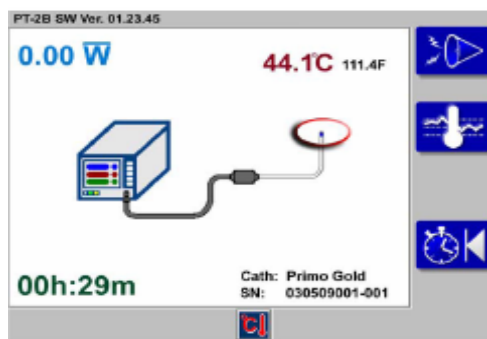 PT-2B SW Ver. 01.23.45
0.00 W
44.1°C 111.4F
00h:29m
Cath: Primo Gold
SN: 030509001-001
°C